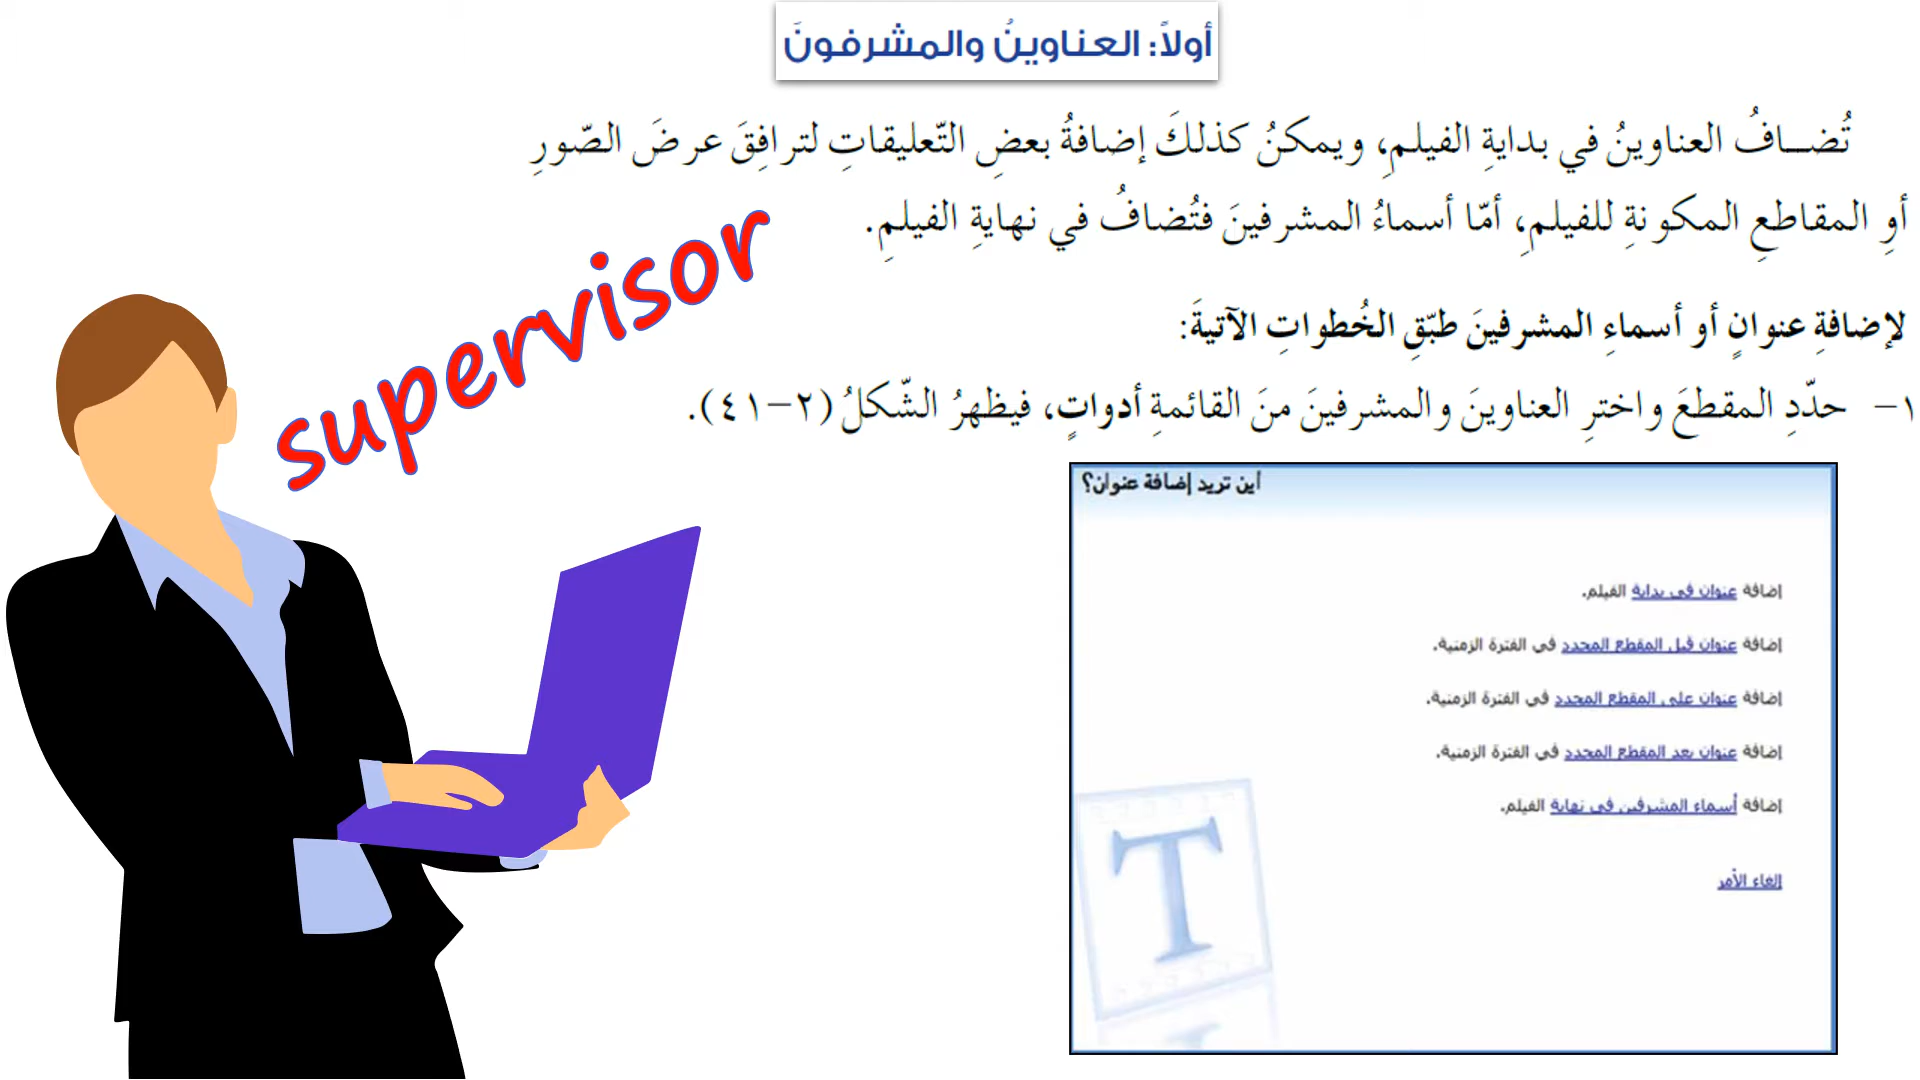 أولاً: العناوينُ والمشرفونَ
تُضـــافُ العناوينُ في بدايةِ الفيلمِ، ويمكنُ كذلكَ إضافةُ بعضِ التّعليقاتِ لترافِقَ عرضَ الصّورِ
أوِ المقاطعِ المكونةِ للفيلمِ، أمّا أسماءُ المشرفينَ فتُضافُ في نهايةِ الفيلمِ.
supervisor
لإضافةِ عنوانٍ أو أسماءِ المشرفينَ طبّقِ الخُطواتِ الآتيةَ:
١- حدّدِ المقطعَ واخترِ العناوينَ والمشرفينَ منَ القائمةِ أدواتٍ، فيظهرُ الشّكلُ (٢-٤١).
أين تريد إضافة عنوان؟
إضافة عنوان في بداية الفيلم.
إضافة عنوان قبل المقطع المحدد في الفترة الزمنية.
إضافة عنوان على المقطع المحدد في الفترة الزمنية.
إضافة عنوان بعد المقطع المحدد في الفترة الزمنية.
إضافة أسماء المشرفين في نهاية الفيلم.
إلغاء الأمر
T